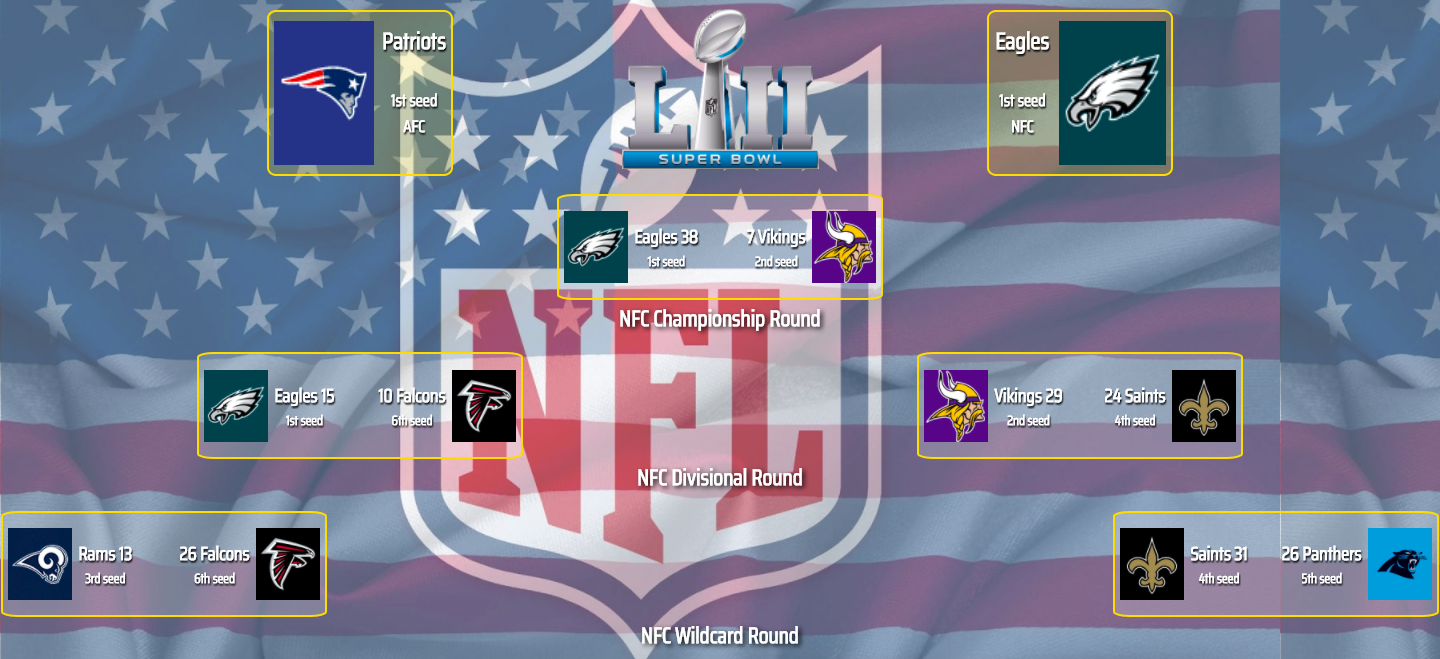 Patriots
1st seed
AFC
LII
SUPER BOWL
Eagles
1st seed
NFC
Eagles 38
1st seed
7 Vikings
2nd seed
NFC Championship Round
Eagles 15
1st seed
10 Falcons
6th seed
Vikings 29
2nd seed
24 Saints
4th seed
NFC Divisional Round
NFL
Rams 13
3rd seed
26 Falcons
6th seed
Saints 31
4th seed
26 Panthers
5th seed
NFC Wildcard Round